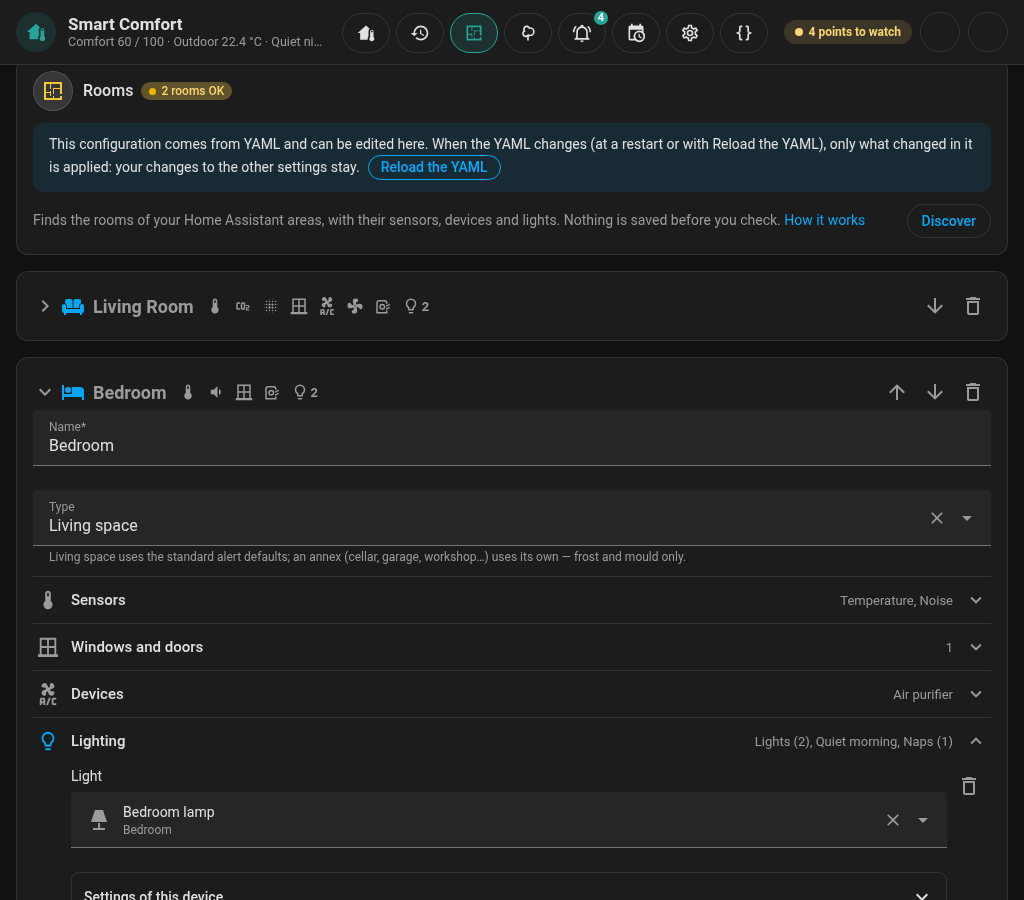 Smart Comfort
Comfort 60 / 100 · Outdoor 22.4 °C · Quiet ni…
4
4 points to watch
Rooms
2 rooms OK
This configuration comes from YAML and can be edited here. When the YAML changes (at a restart or with Reload the YAML), only what changed in it
is applied: your changes to the other settings stay. Reload the YAML
Finds the rooms of your Home Assistant areas, with their sensors, devices and lights. Nothing is saved before you check. How it works
Discover
Living Room
CO₂
A/C
2
Bedroom
2
Name*
Bedroom
Type
Living space
Living space uses the standard alert defaults; an annex (cellar, garage, workshop…) uses its own — frost and mould only.
Sensors
Temperature, Noise
Windows and doors
1
A/C
Devices
Air purifier
Lighting
Lights (2), Quiet morning, Naps (1)
Light
Bedroom lamp
Bedroom
Settings of this device